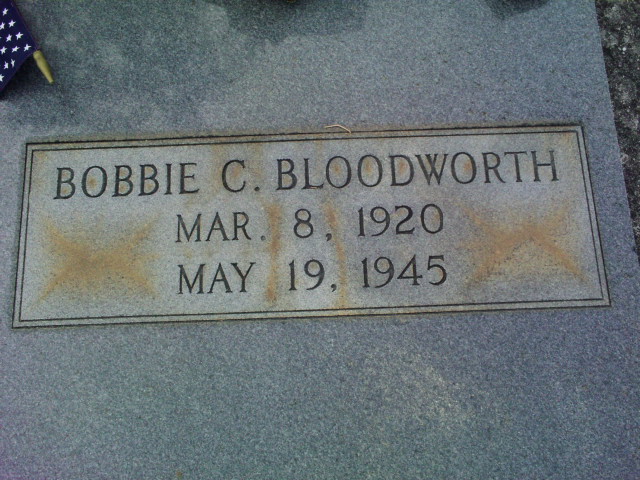 BOBBIE C. BLOODWORTH
MAR. 8, 1920
MAY 19, 1945